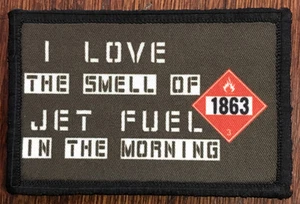 I LOVE
THE SMELL OF
JET FUEL
IN THE MORNING
1863
3